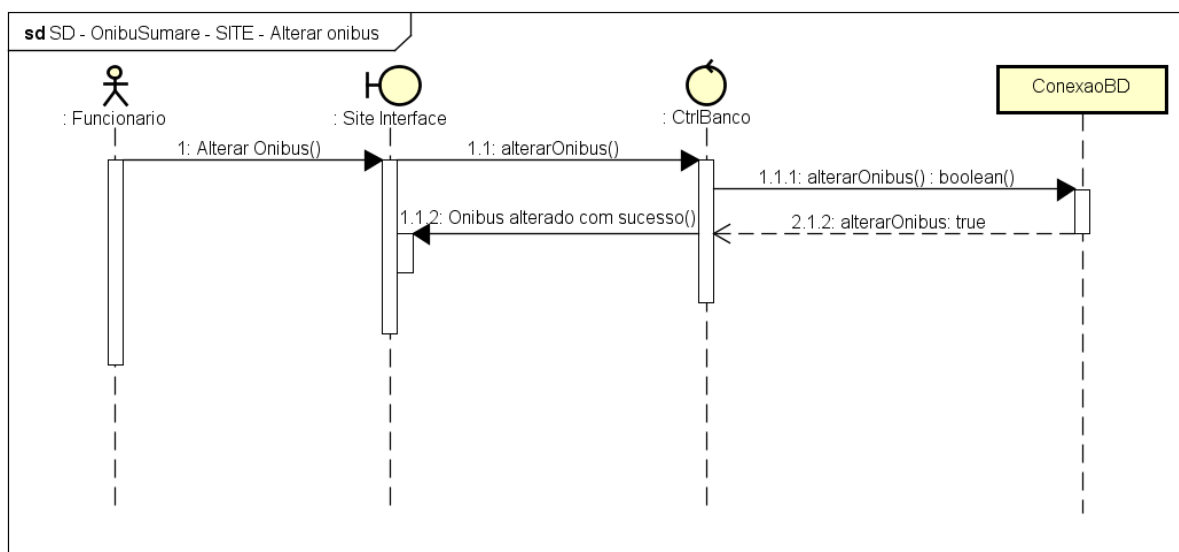 sd SD - OnibuSumare - SITE - Alterar onibus
: Funcionario
: Site Interface
: CtrlBanco
ConexaoBD
1: Alterar Onibus()
1.1: alterarOnibus()
1.1.1: alterarOnibus() : boolean()
1.1.2: Onibus alterado com sucesso()
2.1.2: alterarOnibus: true